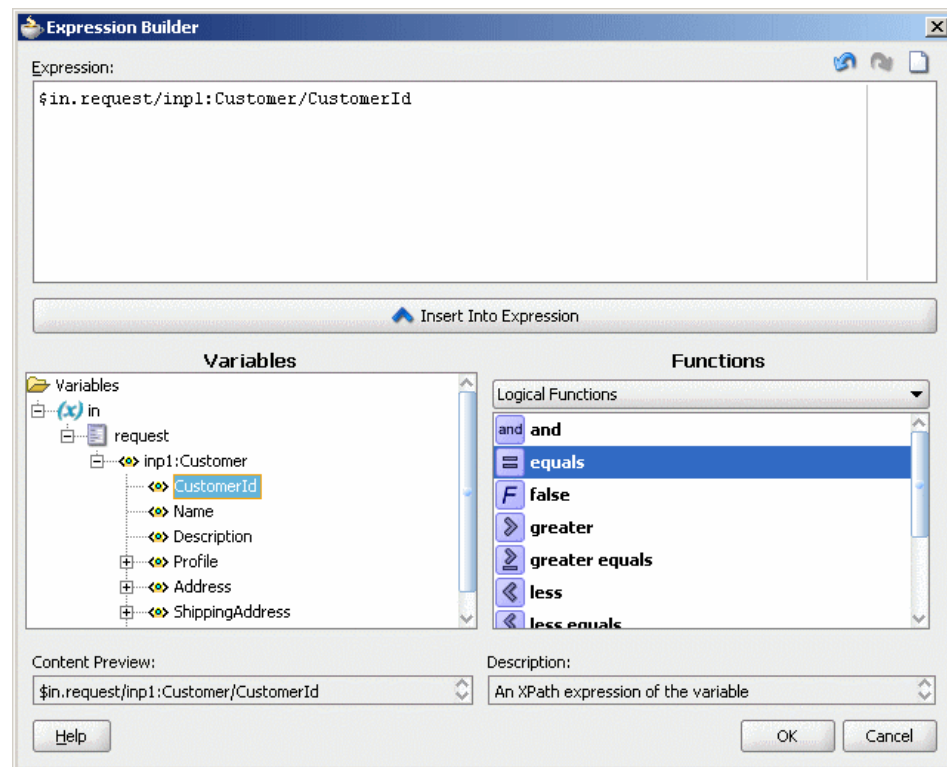 Expression Builder
Expression:
$in.request/inp1:Customer/CustomerId
Insert Into Expression
Variables
Variables
(x) in
request
inp1:Customer
CustomerId
Name
Description
Profile
Address
ShippingAddress
Functions
Logical Functions
and and
equals
F false
greater
greater equals
less
less equals
Content Preview:
$in.request/inp1:Customer/CustomerId
Description:
An XPath expression of the variable
Help
OK
Cancel